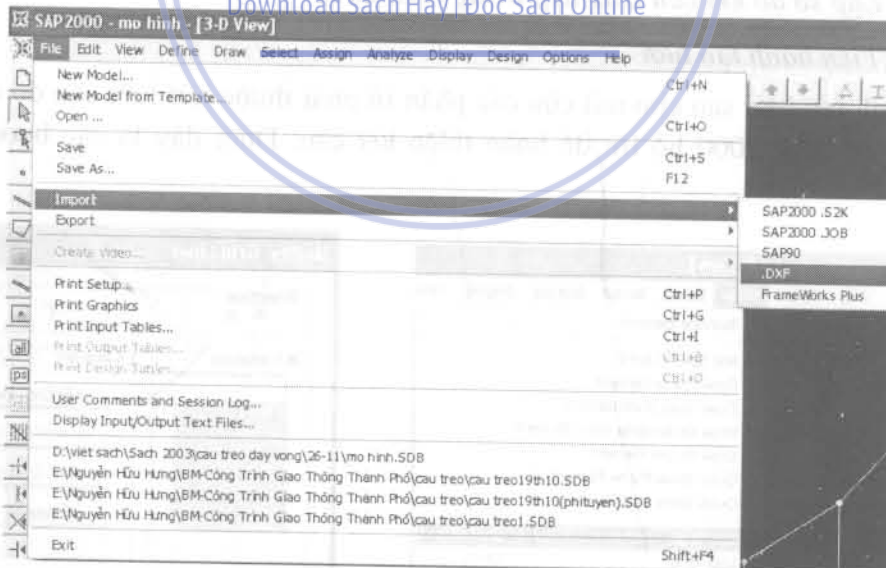 Download Sách Hay | Đọc Sách Online
SAP2000 - mo hinh - [3-D View]
File Edit View Define Draw Select Assign Analyze Display Design Options Help
New Model... Ctrl+N
New Model from Template...
Open ... Ctrl+O
Save Ctrl+S
Save As... F12
Import
Export
SAP2000 .S2K
SAP2000 .JOB
SAP90
.DXF
FrameWorks Plus
Create Video...
Print Setup...
Print Graphics Ctrl+P
Print Input Tables... Ctrl+G
Print Output Tables... Ctrl+I
Print Design Tables... Ctrl+B
Ctrl+D
User Comments and Session Log...
Display Input/Output Text Files...
D:\viet sach\Sach 2003\cau treo day vong\26-11\mo hinh.SDB
E:\Nguyễn Hữu Hưng\BM-Công Trình Giao Thông Thành Phố\cau treo\cau treo19th10.SDB
E:\Nguyễn Hữu Hưng\BM-Công Trình Giao Thông Thành Phố\cau treo\cau treo19th10(phituyen).SDB
E:\Nguyễn Hữu Hưng\BM-Công Trình Giao Thông Thành Phố\cau treo\cau treo1.SDB
Exit Shift+F4
all
ps